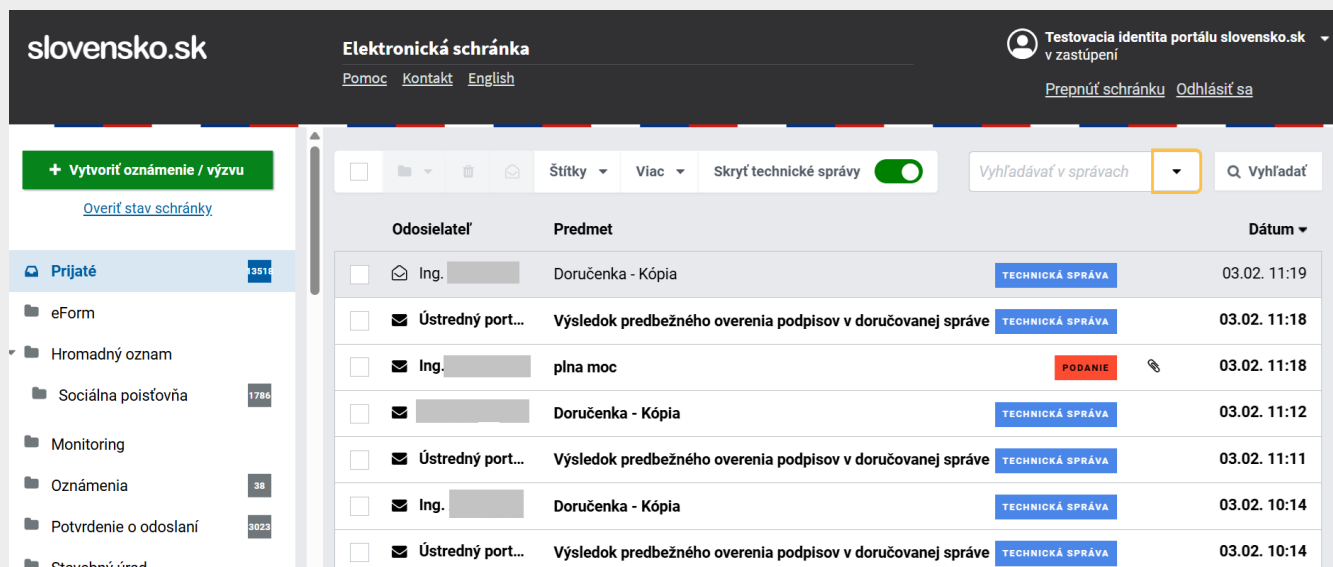 slovensko.sk
Elektronická schránka
Pomoc Kontakt English
Testovacia identita portálu slovensko.sk
v zastúpení
Prepnúť schránku Odhlásiť sa
+ Vytvoriť oznámenie / výzvu
Overiť stav schránky
Prijaté 13518
eForm
Hromadný oznam
Sociálna poisťovňa 1786
Monitoring
Oznámenia 38
Potvrdenie o odoslaní 3023
Stavebný úrad
Štítky Viac Skryť technické správy Vyhľadávať v správach Vyhľadať
Odosielateľ Predmet Dátum
Ing. Doručenka - Kópia TECHNICKÁ SPRÁVA 03.02. 11:19
Ústredný port... Výsledok predbežného overenia podpisov v doručovanej správe TECHNICKÁ SPRÁVA 03.02. 11:18
Ing. plna moc PODANIE 03.02. 11:18
Doručenka - Kópia TECHNICKÁ SPRÁVA 03.02. 11:12
Ústredný port... Výsledok predbežného overenia podpisov v doručovanej správe TECHNICKÁ SPRÁVA 03.02. 11:11
Ing. Doručenka - Kópia TECHNICKÁ SPRÁVA 03.02. 10:14
Ústredný port... Výsledok predbežného overenia podpisov v doručovanej správe TECHNICKÁ SPRÁVA 03.02. 10:14